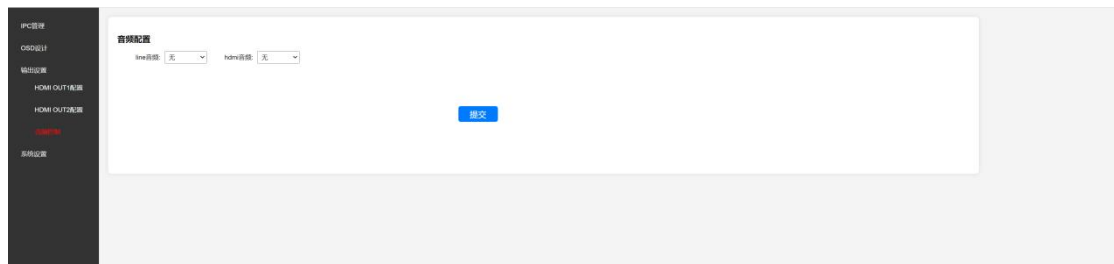 IPC管理
OSD设计
输出设置
HDMI OUT1配置
HDMI OUT2配置
系统设置
音频配置
line音频: 无 hdmi音频: 无
提交